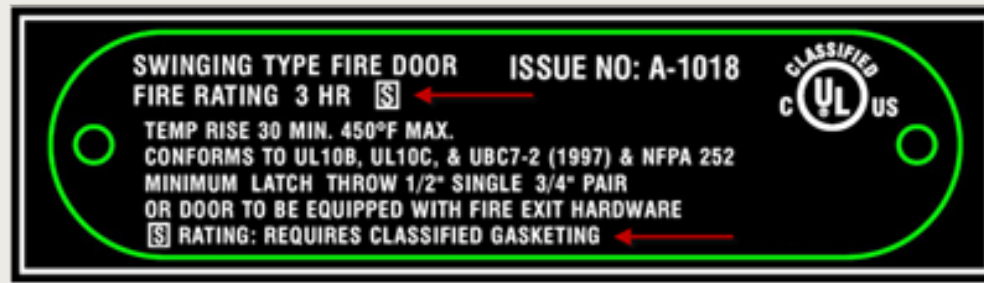 SWINGING TYPE FIRE DOOR ISSUE NO: A-1018
FIRE RATING 3 HR S
CLASSIFIED
C UL US
TEMP RISE 30 MIN. 450°F MAX.
CONFORMS TO UL10B, UL10C, & UBC7-2 (1997) & NFPA 252
MINIMUM LATCH THROW 1/2" SINGLE 3/4" PAIR
OR DOOR TO BE EQUIPPED WITH FIRE EXIT HARDWARE
S RATING: REQUIRES CLASSIFIED GASKETING